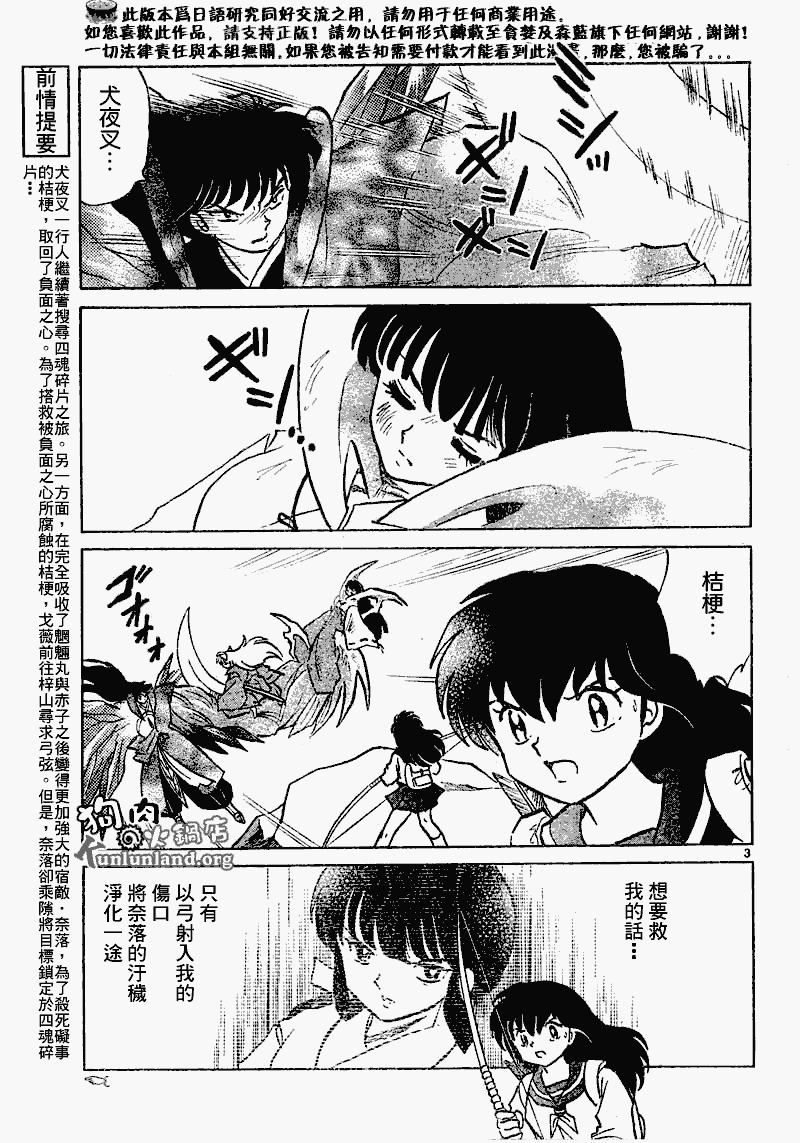 此版本爲日語研究同好交流之用，請勿用于任何商業用途。
如您喜歡此作品，請支持正版！請勿以任何形式轉載至貪婪及森藍旗下任何網站，謝謝！
一切法律責任與本組無關。如果您被告知需要付款才能看到此漫畫，那麼，您被騙了...
前情提要
犬夜叉一行人繼續著搜尋四魂碎片之旅。另一方面，在完全吸收了魍魎丸與赤子之後變得更加強大的宿敵．奈落，為了殺死礙事
的桔梗，取回了負面之心。為了搭救被負面之心所腐蝕的桔梗，戈薇前往梓山尋求弓弦。但是，奈落卻乘隙將目標鎖定於四魂碎
片…
犬夜叉…
ズズズ
ズズ
ズズ
ズ
桔梗…
ゴオオオ
狗肉火鍋店
Kunlunland.org
3
想要救
我的話…
只有
以弓射入我的
傷口
將奈落的汙穢
淨化一途